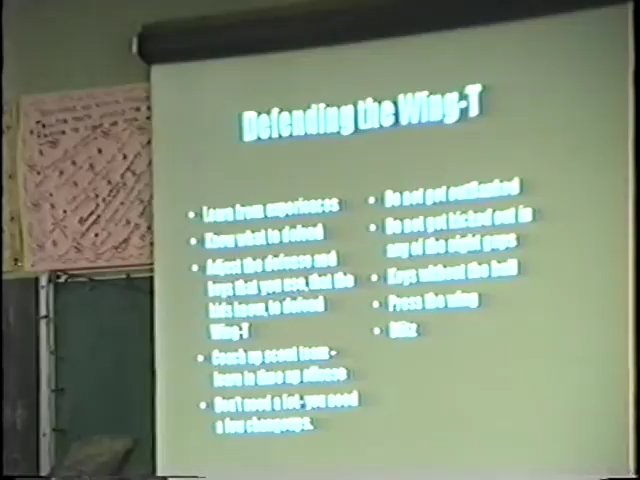 Defending the Wing-T
• Learn from experiences
• Know what to defend
• Adjust the defense and
keys that you use, that the
kids know, to defend
Wing-T
• Coach up scout team -
learn to time up offense
• Don't need a lot- you need
a few changeups.
• Do not get outflanked
• Do not get kicked out in
any of the eight gaps
• Keys without the ball
• Press the wing
• Blitz